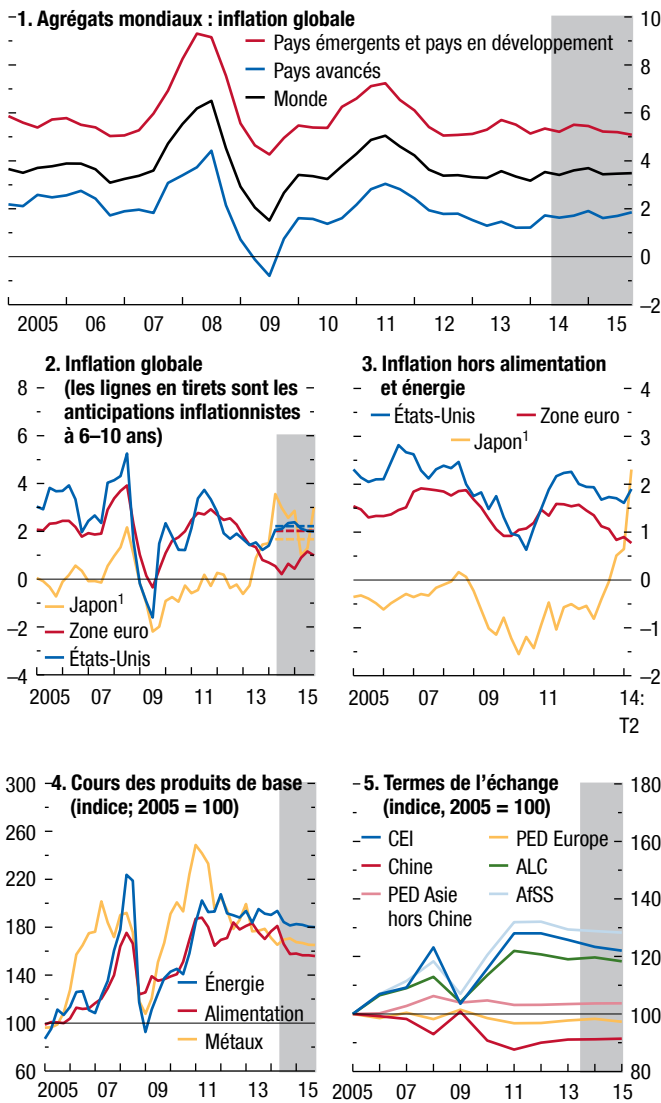 1. Agrégats mondiaux : inflation globale
Pays émergents et pays en développement
Pays avancés
Monde
10
8
6
4
2
0
–2
2005 06 07 08 09 10 11 12 13 14 15
2. Inflation globale
(les lignes en tirets sont les
anticipations inflationnistes
à 6–10 ans)
8
6
4
2
0
–2
–4
Japon¹
Zone euro
États-Unis
2005 07 09 11 13 15
3. Inflation hors alimentation
et énergie
États-Unis
Zone euro
Japon¹
4
3
2
1
0
–1
–2
2005 07 09 11 14:
T2
4. Cours des produits de base
(indice; 2005 = 100)
300
260
220
180
140
100
60
Énergie
Alimentation
Métaux
2005 07 09 11 13 15
5. Termes de l’échange
(indice, 2005 = 100)
CEI
PED Europe
Chine
ALC
PED Asie
hors Chine
AfSS
180
160
140
120
100
80
2005 07 09 11 13 15